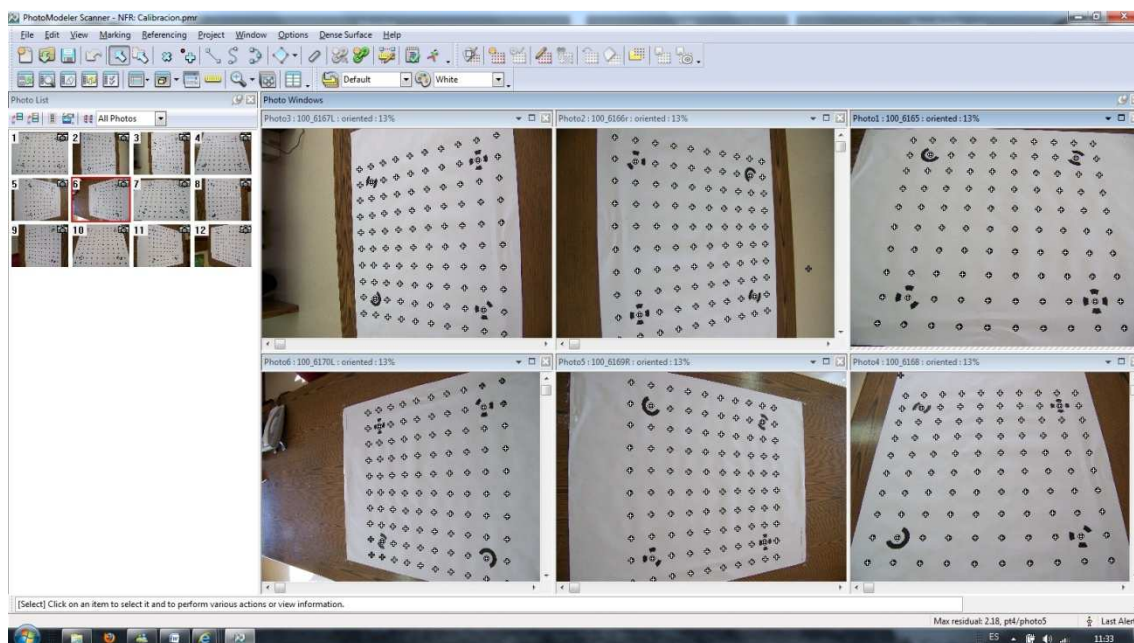 PhotoModeler Scanner - NFR: Calibracion.pmr
File Edit View Marking Referencing Project Window Options Dense Surface Help
Default White
Photo List
Photo Windows
All Photos
Photo3 : 100_6167L : oriented : 13%
Photo2 : 100_6166r : oriented : 13%
Photo1 : 100_6165 : oriented : 13%
1 2 3 4
5 6 7 8
9 10 11 12
Photo6 : 100_6170L : oriented : 13%
Photo5 : 100_6169R : oriented : 13%
Photo4 : 100_6168 : oriented : 13%
[Select] Click on an item to select it and to perform various actions or view information.
Max residual: 2.18, pt4/photo5
Last Aler
ES
11:33